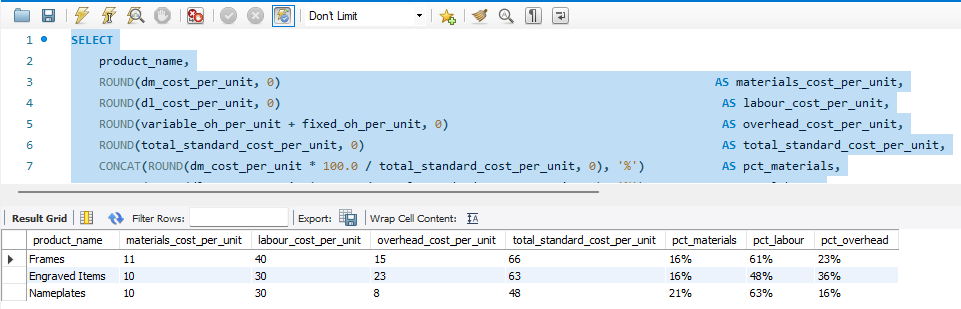 Don't Limit
1 SELECT
2 product_name,
3 ROUND(dm_cost_per_unit, 0) AS materials_cost_per_unit,
4 ROUND(dl_cost_per_unit, 0) AS labour_cost_per_unit,
5 ROUND(variable_oh_per_unit + fixed_oh_per_unit, 0) AS overhead_cost_per_unit,
6 ROUND(total_standard_cost_per_unit, 0) AS total_standard_cost_per_unit,
7 CONCAT(ROUND(dm_cost_per_unit * 100.0 / total_standard_cost_per_unit, 0), '%') AS pct_materials,
Result Grid Filter Rows: Export: Wrap Cell Content:
product_name materials_cost_per_unit labour_cost_per_unit overhead_cost_per_unit total_standard_cost_per_unit pct_materials pct_labour pct_overhead
Frames 11 40 15 66 16% 61% 23%
Engraved Items 10 30 23 63 16% 48% 36%
Nameplates 10 30 8 48 21% 63% 16%